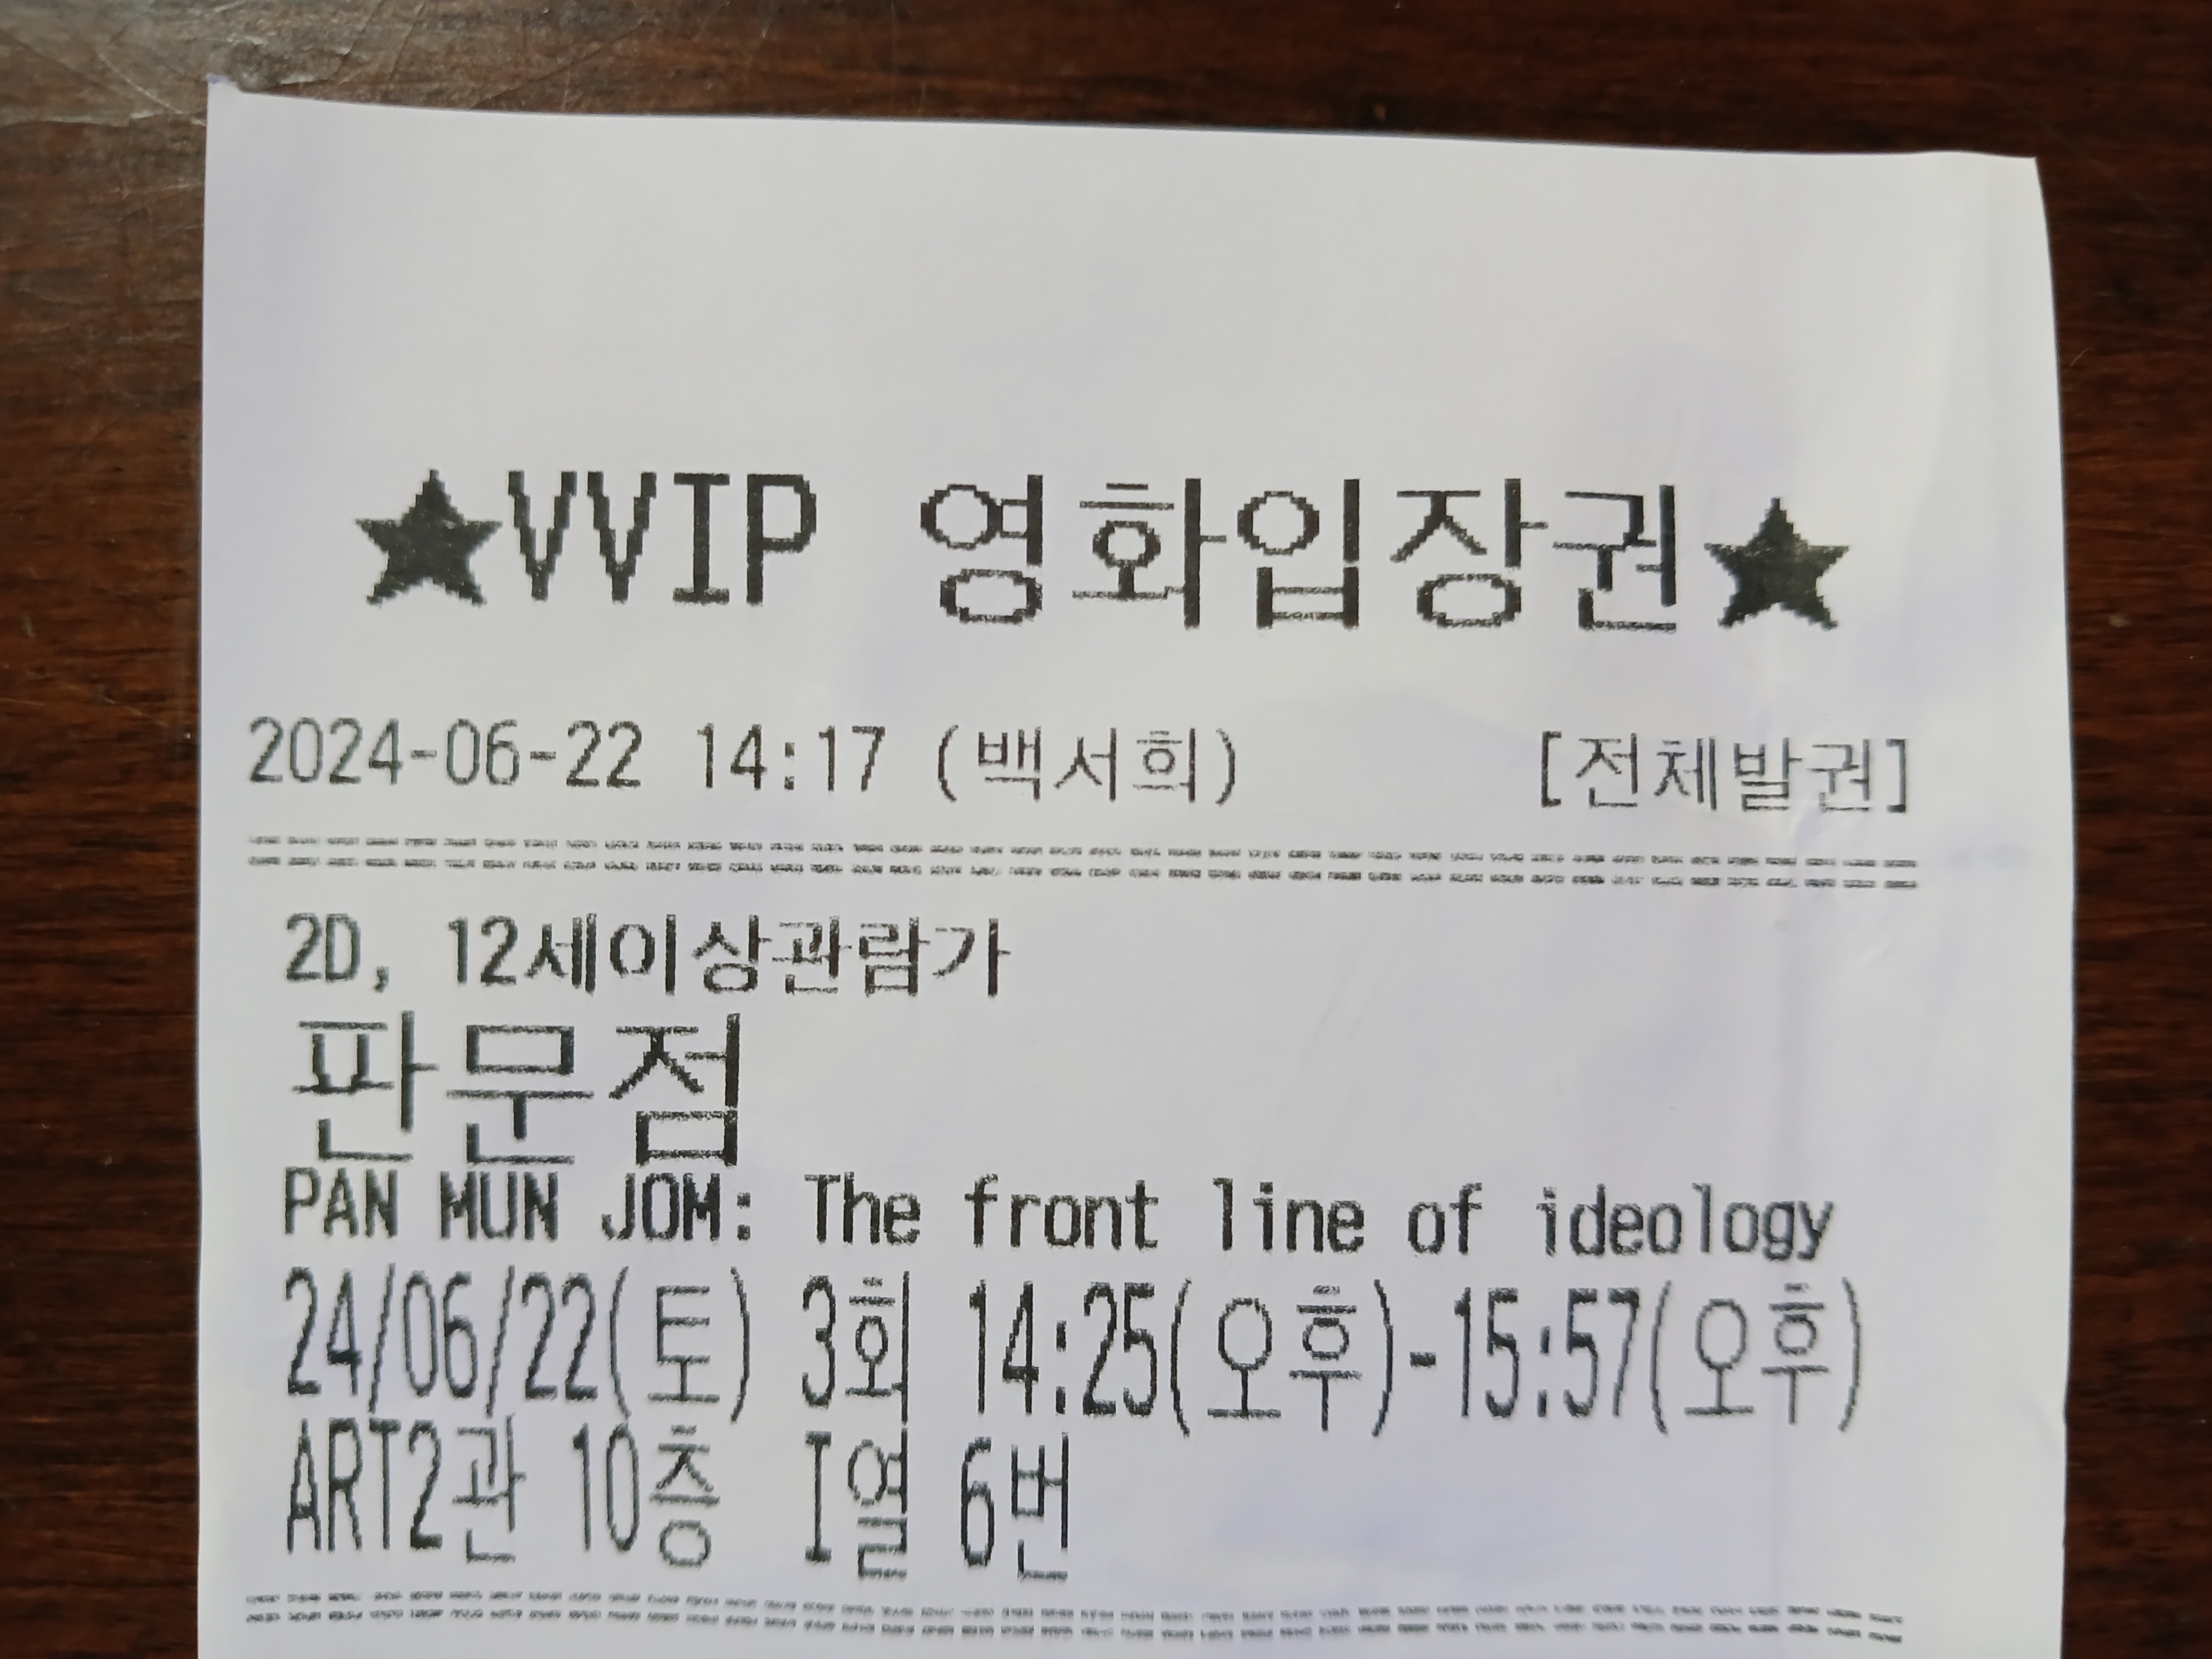 ★VVIP 영화입장권★
2024-06-22 14:17 (백서희) [전체발권]
2D, 12세이상관람가
판문점
PAN MUN JOM: The front line of ideology
24/06/22(토) 3회 14:25(오후)-15:57(오후)
ART2관 10층 I열 6번